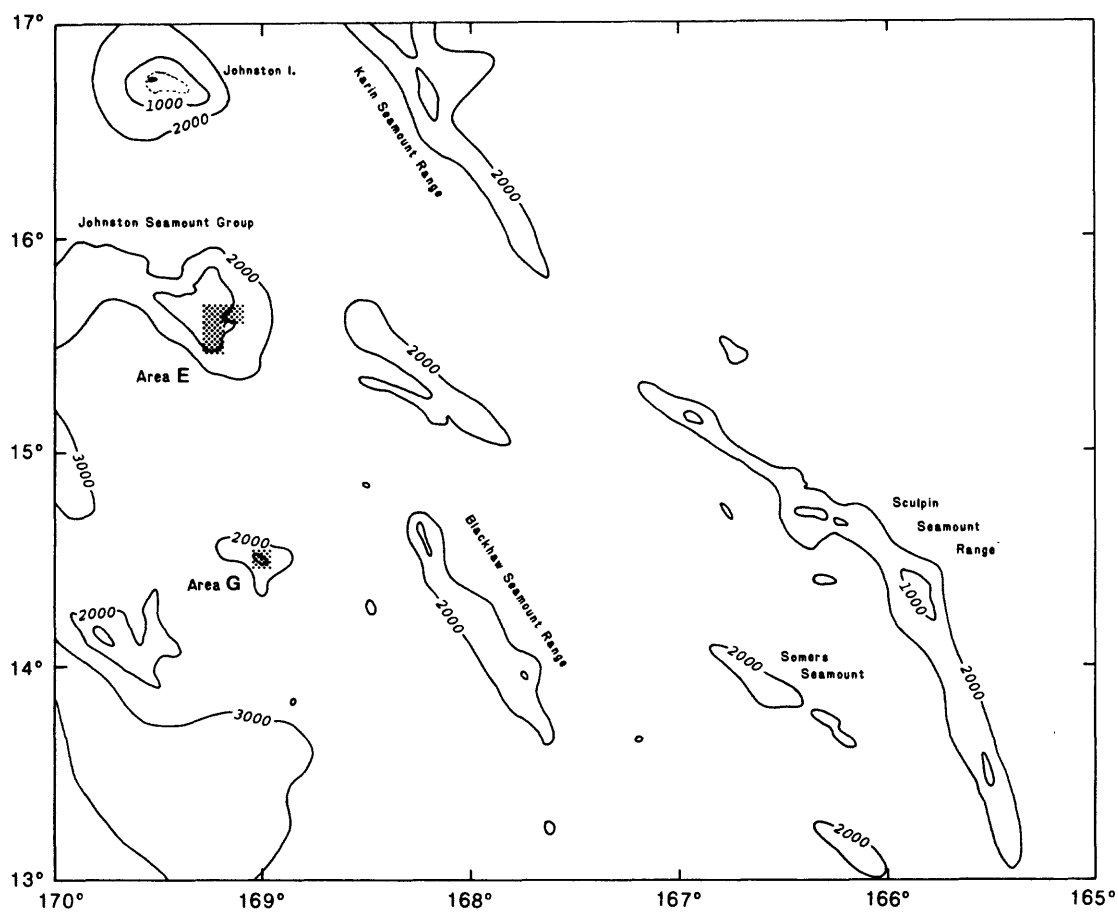 17°
Johnston I.
1000
2000
Karin Seamount Range
2000
16°
Johnston Seamount Group
2000
Area E
2000
15°
3000
Sculpin
Seamount
Range
2000
Area G
Blackhaw Seamount Range
1000
2000
2000
14°
2000
Somers
Seamount
2000
3000
2000
13°
170°
169°
168°
167°
166°
165°